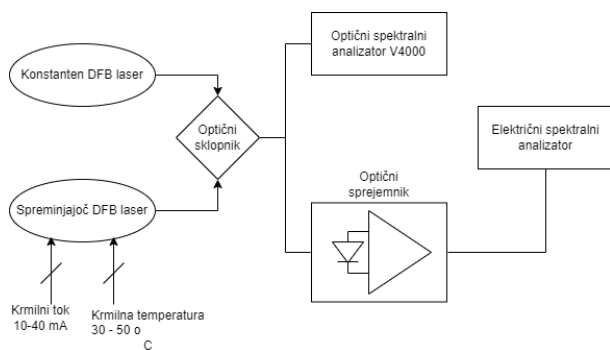 Konstanten DFB laser
Optični spektralni
analizator V4000
Optični
sklopnik
Električni spektralni
analizator
Optični
sprejemnik
Spreminjajoč DFB laser
Krmilni tok
10-40 mA
Krmilna temperatura
30 - 50 o
C